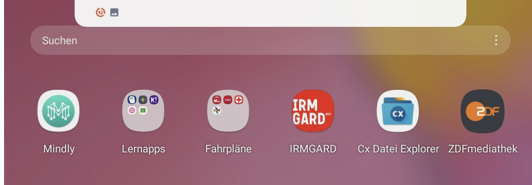 Suchen
IRM
GARD
CX
ZDF
Mindly
Lernapps
Fahrpläne
IRMGARD
Cx Datei Explorer
ZDFmediathek